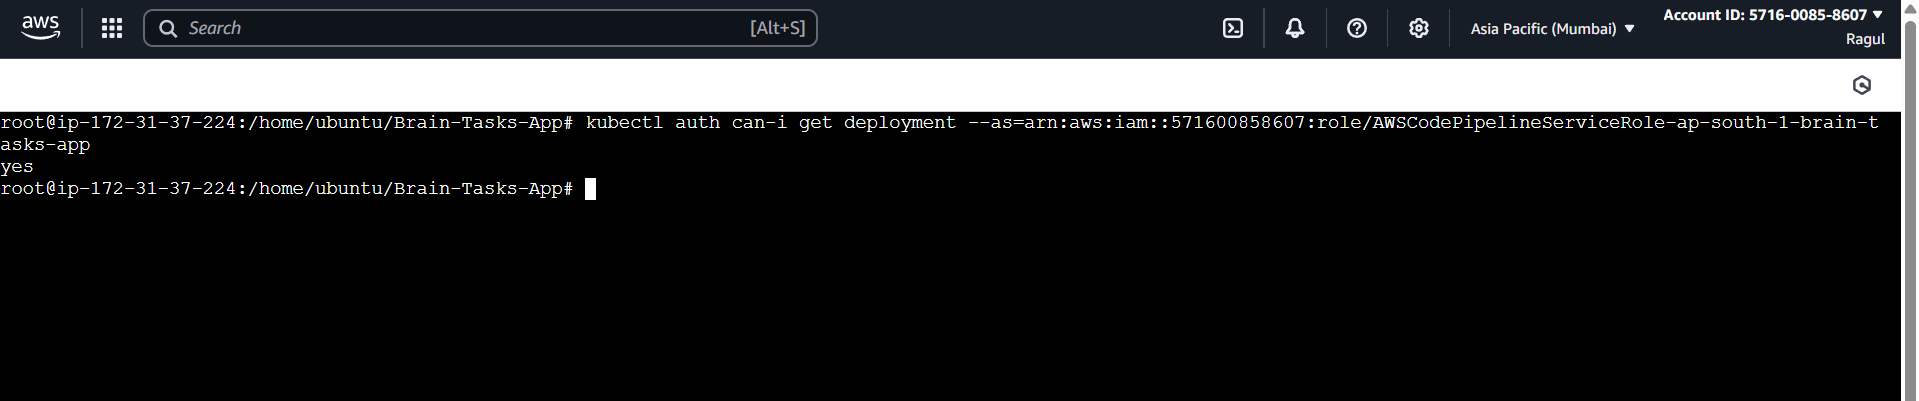 aws
Search
[Alt+S]
Asia Pacific (Mumbai)
Account ID: 5716-0085-8607
Ragul
root@ip-172-31-37-224:/home/ubuntu/Brain-Tasks-App# kubectl auth can-i get deployment --as=arn:aws:iam::571600858607:role/AWSCodePipelineServiceRole-ap-south-1-brain-t
asks-app
yes
root@ip-172-31-37-224:/home/ubuntu/Brain-Tasks-App#